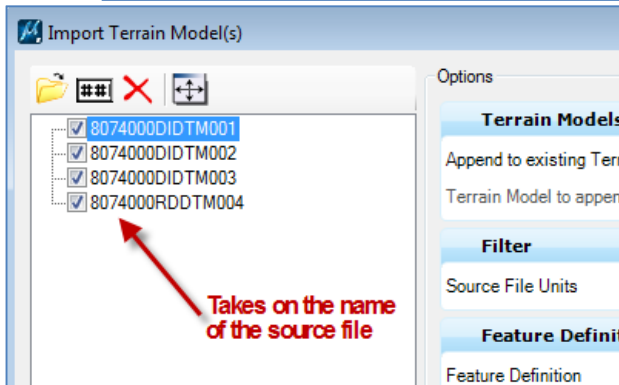 Import Terrain Model(s)
Options
##
8074000DIDTM001
8074000DIDTM002
8074000DIDTM003
8074000RDDTM004
Takes on the name
of the source file
Terrain Models
Append to existing Terr
Terrain Model to appen
Filter
Source File Units
Feature Definit
Feature Definition